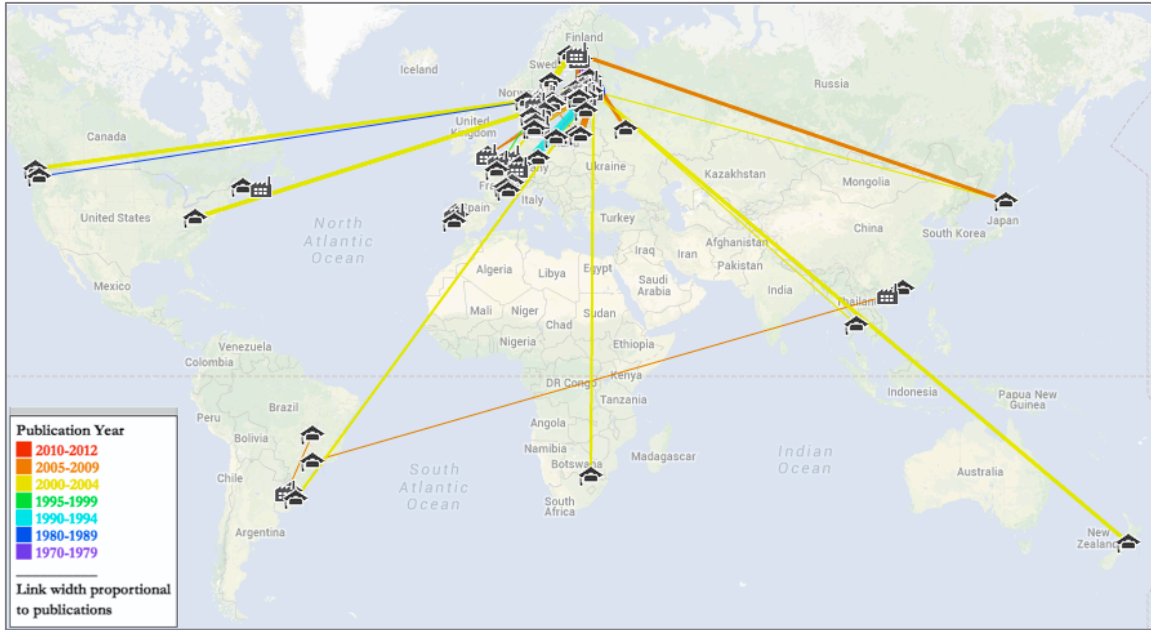 Finland
Iceland
Swed
Russia
Norw
Canada
United
Kingdom
ny
Ukraine
Kazakhstan
Mongolia
Fr
Italy
United States
North
Atlantic
Ocean
Spain
Turkey
China
Japan
South Korea
Afghanistan
Iraq
Iran
Pakistan
Algeria
Libya
Egypt
Saudi
Arabia
India
Mexico
Mali
Niger
Sudan
Thailand
Chad
Nigeria
Ethiopia
Venezuela
Colombia
DR Congo
Kenya
Indonesia
Papua New
Guinea
Tanzania
Brazil
Peru
Angola
Bolivia
Namibia
Botswana
Madagascar
Indian
Ocean
Chile
South
Atlantic
Ocean
Australia
South
Africa
Argentina
New
Zealand
Publication Year
2010-2012
2005-2009
2000-2004
1995-1999
1990-1994
1980-1989
1970-1979
Link width proportional
to publications